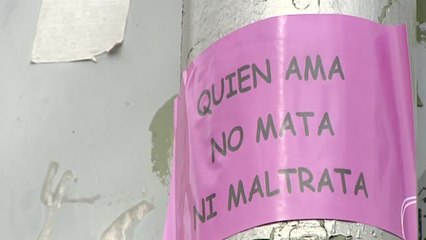 QUIEN AMA
NO MATA
NI MALTRATA